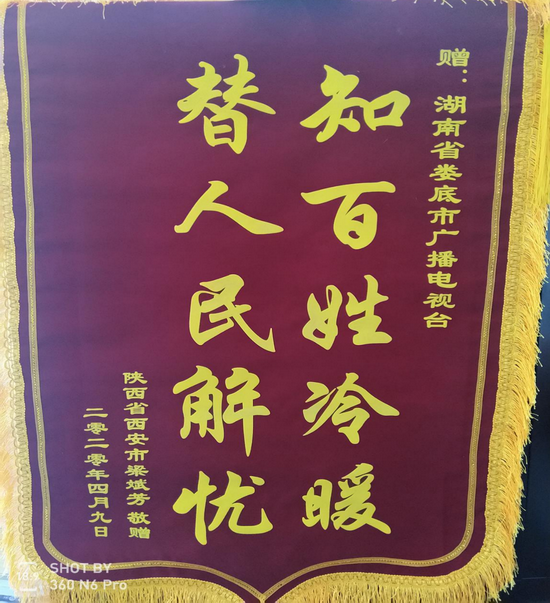 赠：湖南省娄底市广播电视台
知百姓冷暖
替人民解忧
陕西省西安市梁斌芳 敬赠
二零二零年四月九日
SHOT BY
360 N6 Pro